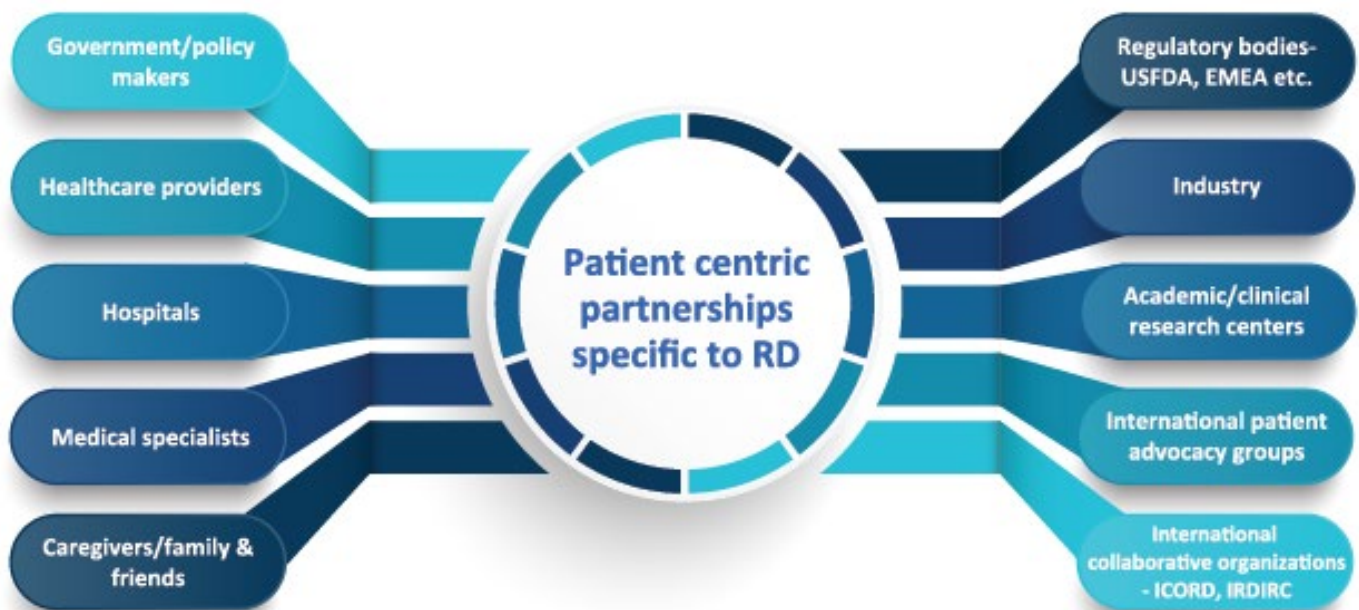 Government/policy
makers
Healthcare providers
Hospitals
Medical specialists
Caregivers/family &
friends
Patient centric
partnerships
specific to RD
Regulatory bodies-
USFDA, EMEA etc.
Industry
Academic/clinical
research centers
International patient
advocacy groups
International
collaborative organizations
- ICORD, IRDIRC